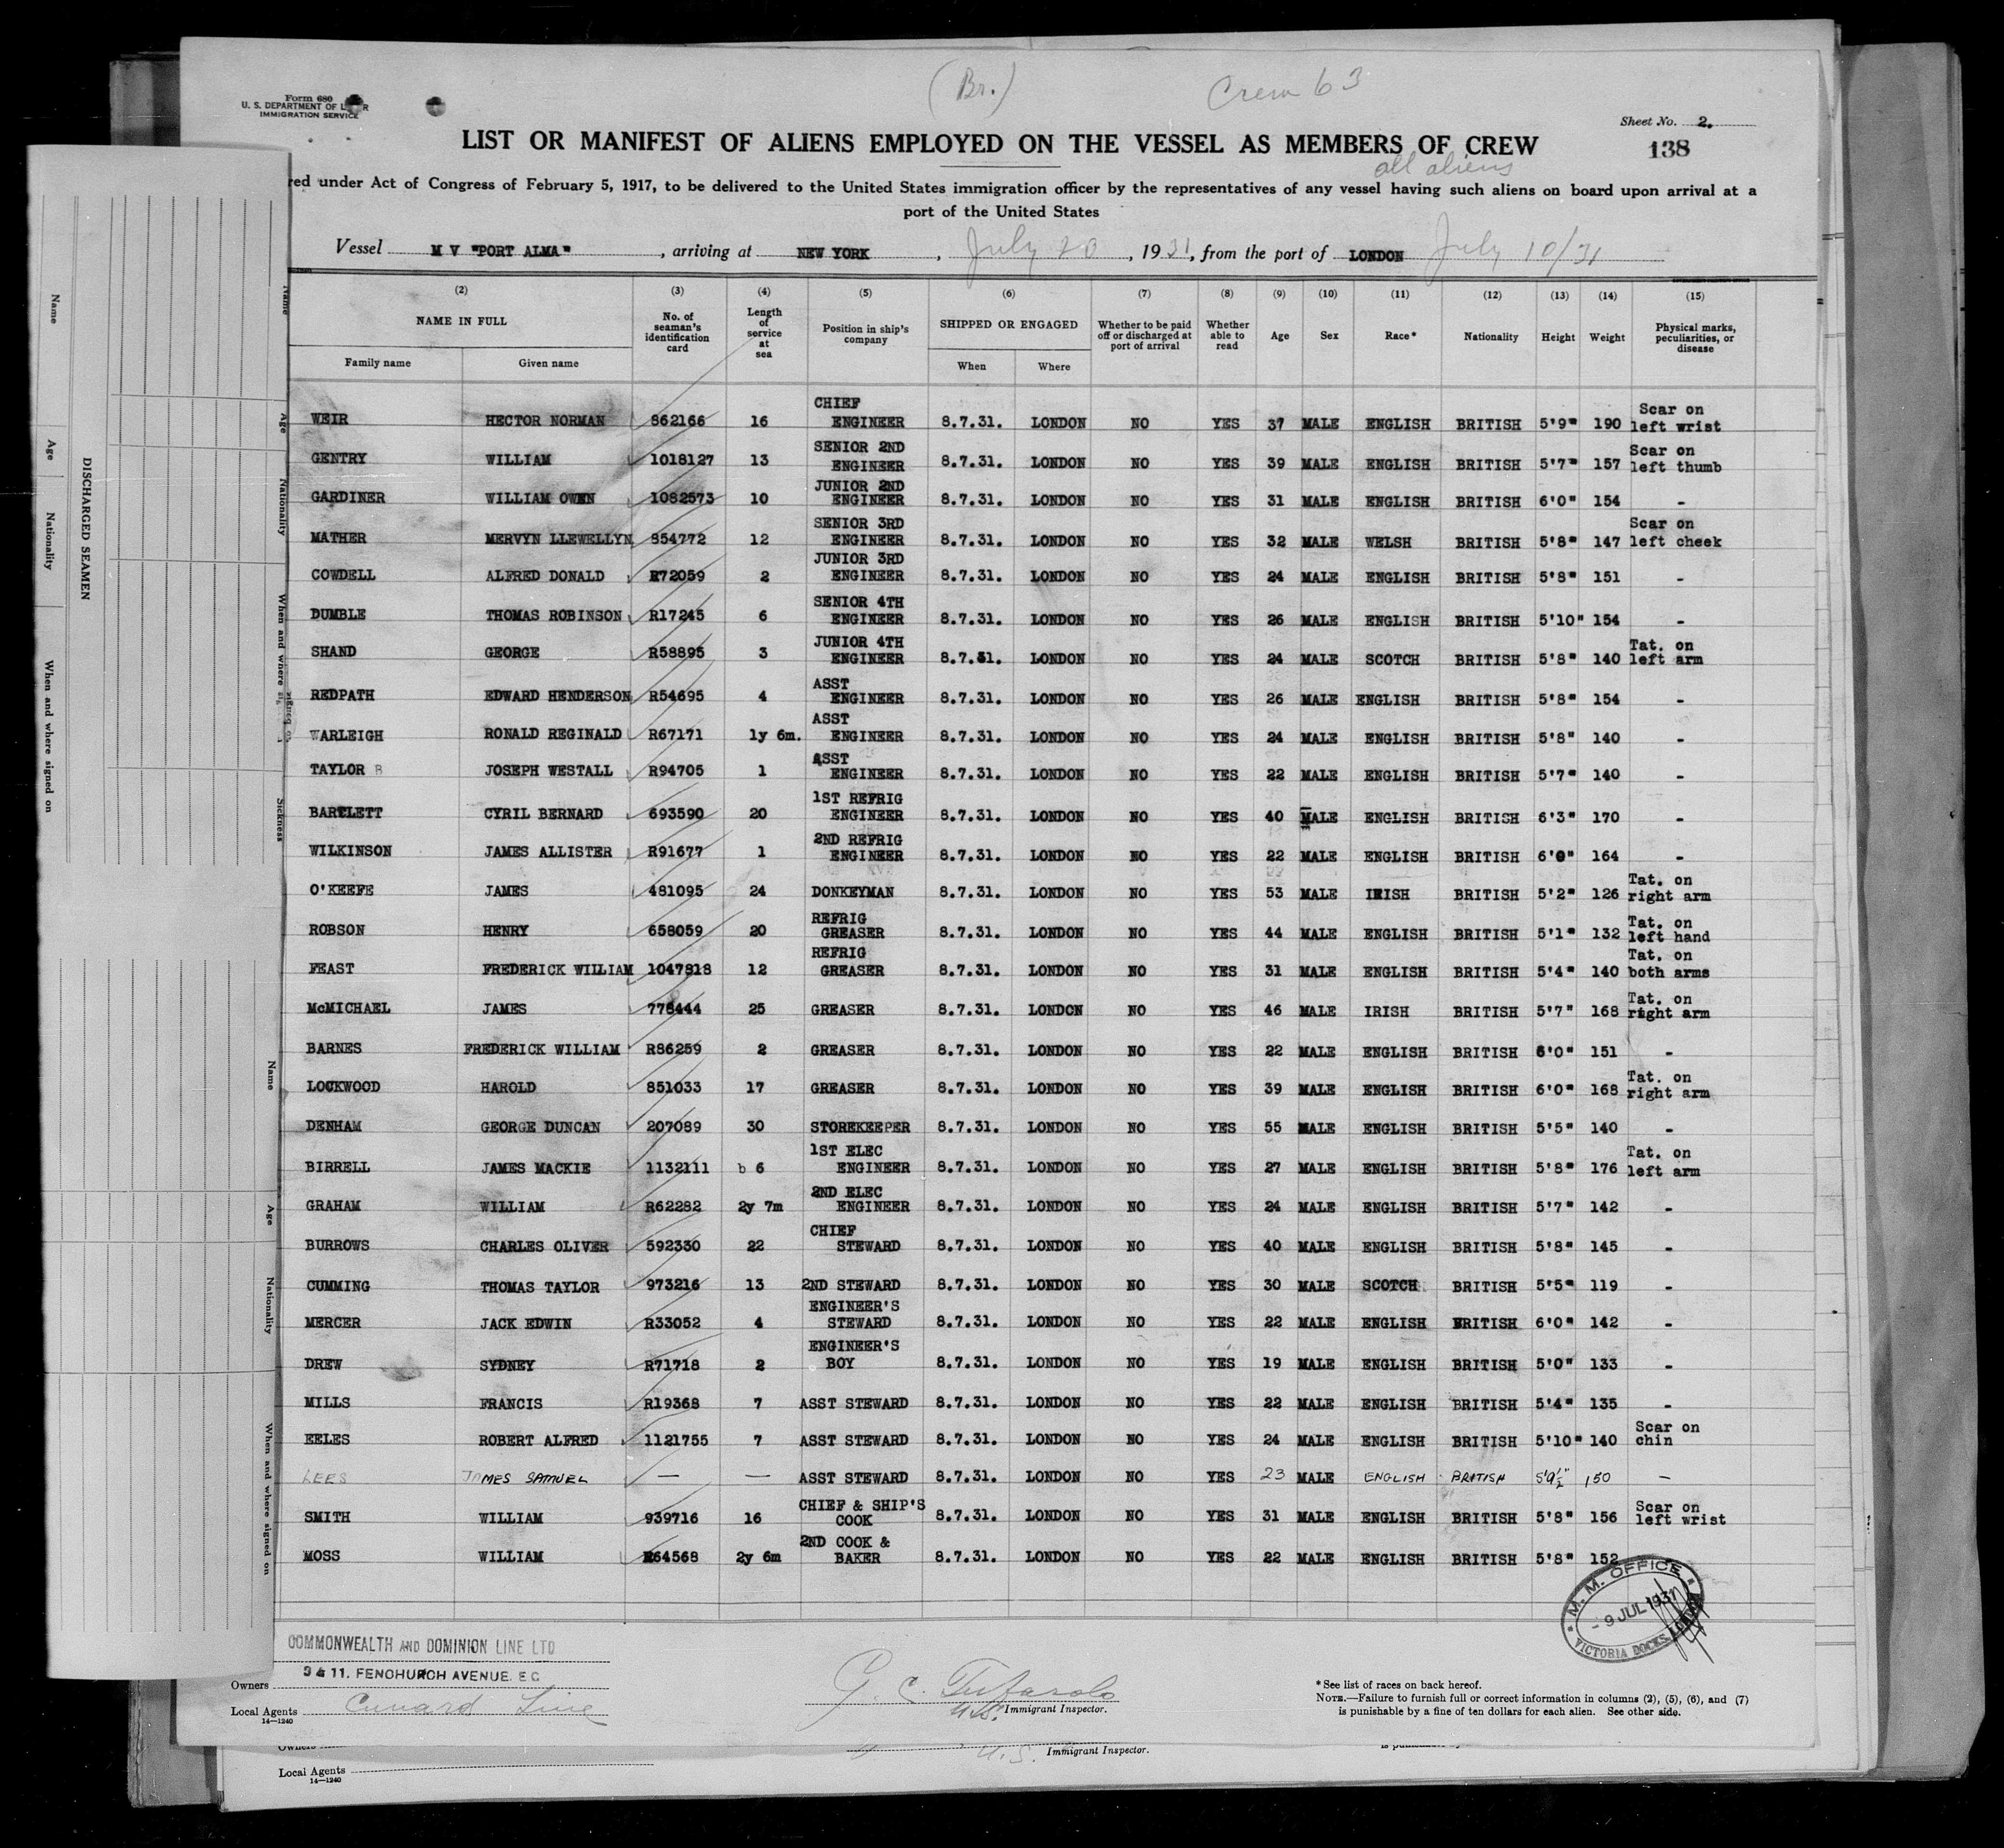 (Br.)
Crew 63
Form 680
U. S. DEPARTMENT OF L R
IMMIGRATION SERVICE
Sheet No. 2.
LIST OR MANIFEST OF ALIENS EMPLOYED ON THE VESSEL AS MEMBERS OF CREW
138
all aliens
red under Act of Congress of February 5, 1917, to be delivered to the United States immigration officer by the representatives of any vessel having such aliens on board upon arrival at a
port of the United States
Vessel M V "PORT ALMA", arriving at NEW YORK, July 20, 1931, from the port of LONDON July 10/31
(2) (3) (4) (5) (6) (7) (8) (9) (10) (11) (12) (13) (14) (15)
NAME IN FULL
Family name Given name
No. of seaman's identification card
Length of service at sea
Position in ship's company
SHIPPED OR ENGAGED
When Where
Whether to be paid off or discharged at port of arrival
Whether able to read
Age Sex Race* Nationality Height Weight
Physical marks, peculiarities, or disease
WEIR HECTOR NORMAN 862166 16 CHIEF ENGINEER 8.7.31. LONDON NO YES 37 MALE ENGLISH BRITISH 5'9" 190 Scar on left wrist
GENTRY WILLIAM 1018127 13 SENIOR 2ND ENGINEER 8.7.31. LONDON NO YES 39 MALE ENGLISH BRITISH 5'7" 157 Scar on left thumb
GARDINER WILLIAM OWEN 1082573 10 JUNIOR 2ND ENGINEER 8.7.31. LONDON NO YES 31 MALE ENGLISH BRITISH 6'0" 154 -
MATHER MERVYN LLEWELLYN 854772 12 SENIOR 3RD ENGINEER 8.7.31. LONDON NO YES 32 MALE WELSH BRITISH 5'8" 147 Scar on left cheek
COWDELL ALFRED DONALD R72059 2 JUNIOR 3RD ENGINEER 8.7.31. LONDON NO YES 24 MALE ENGLISH BRITISH 5'8" 151 -
DUMBLE THOMAS ROBINSON R17245 6 SENIOR 4TH ENGINEER 8.7.31. LONDON NO YES 26 MALE ENGLISH BRITISH 5'10" 154 -
SHAND GEORGE R58895 3 JUNIOR 4TH ENGINEER 8.7.31. LONDON NO YES 24 MALE SCOTCH BRITISH 5'8" 140 Tat. on left arm
REDPATH EDWARD HENDERSON R54695 4 ASST ENGINEER 8.7.31. LONDON NO YES 26 MALE ENGLISH BRITISH 5'8" 154 -
WARLEIGH RONALD REGINALD R67171 1y 6m. ASST ENGINEER 8.7.31. LONDON NO YES 24 MALE ENGLISH BRITISH 5'8" 140 -
TAYLOR B JOSEPH WESTALL R94705 1 ASST ENGINEER 8.7.31. LONDON NO YES 22 MALE ENGLISH BRITISH 5'7" 140 -
BARTLETT CYRIL BERNARD 693590 20 1ST REFRIG ENGINEER 8.7.31. LONDON NO YES 40 MALE ENGLISH BRITISH 6'3" 170 -
WILKINSON JAMES ALLISTER R91677 1 2ND REFRIG ENGINEER 8.7.31. LONDON NO YES 22 MALE ENGLISH BRITISH 6'0" 164 -
O'KEEFE JAMES 481095 24 DONKEYMAN 8.7.31. LONDON NO YES 53 MALE IRISH BRITISH 5'2" 126 Tat. on right arm
ROBSON HENRY 658059 20 REFRIG GREASER 8.7.31. LONDON NO YES 44 MALE ENGLISH BRITISH 5'1" 132 Tat. on left hand
FEAST FREDERICK WILLIAM 1047818 12 REFRIG GREASER 8.7.31. LONDON NO YES 31 MALE ENGLISH BRITISH 5'4" 140 Tat. on both arms
McMICHAEL JAMES 778444 25 GREASER 8.7.31. LONDON NO YES 46 MALE IRISH BRITISH 5'7" 168 Tat. on right arm
BARNES FREDERICK WILLIAM R86259 2 GREASER 8.7.31. LONDON NO YES 22 MALE ENGLISH BRITISH 6'0" 151 -
LOCKWOOD HAROLD 851033 17 GREASER 8.7.31. LONDON NO YES 39 MALE ENGLISH BRITISH 6'0" 168 Tat. on right arm
DENHAM GEORGE DUNCAN 207089 30 STOREKEEPER 8.7.31. LONDON NO YES 55 MALE ENGLISH BRITISH 5'5" 140 -
BIRRELL JAMES MACKIE 1132111 b 6 1ST ELEC ENGINEER 8.7.31. LONDON NO YES 27 MALE ENGLISH BRITISH 5'8" 176 Tat. on left arm
GRAHAM WILLIAM R62282 2y 7m 2ND ELEC ENGINEER 8.7.31. LONDON NO YES 24 MALE ENGLISH BRITISH 5'7" 142 -
BURROWS CHARLES OLIVER 592330 22 CHIEF STEWARD 8.7.31. LONDON NO YES 40 MALE ENGLISH BRITISH 5'8" 145 -
CUMMING THOMAS TAYLOR 973216 13 2ND STEWARD 8.7.31. LONDON NO YES 30 MALE SCOTCH BRITISH 5'5" 119 -
MERCER JACK EDWIN R33052 4 ENGINEER'S STEWARD 8.7.31. LONDON NO YES 22 MALE ENGLISH BRITISH 6'0" 142 -
DREW SYDNEY R71718 2 ENGINEER'S BOY 8.7.31. LONDON NO YES 19 MALE ENGLISH BRITISH 5'0" 133 -
MILLS FRANCIS R19368 7 ASST STEWARD 8.7.31. LONDON NO YES 22 MALE ENGLISH BRITISH 5'4" 135 -
EELES ROBERT ALFRED 1121755 7 ASST STEWARD 8.7.31. LONDON NO YES 24 MALE ENGLISH BRITISH 5'10" 140 Scar on chin
LEES JAMES SAMUEL — — ASST STEWARD 8.7.31. LONDON NO YES 23 MALE ENGLISH BRITISH 5'9½" 150 —
SMITH WILLIAM 939716 16 CHIEF & SHIP'S COOK 8.7.31. LONDON NO YES 31 MALE ENGLISH BRITISH 5'8" 156 Scar on left wrist
MOSS WILLIAM R64568 2y 6m 2ND COOK & BAKER 8.7.31. LONDON NO YES 22 MALE ENGLISH BRITISH 5'8" 152
M. M. OFFICE
- 9 JUL 1931
VICTORIA DOCKS, LONDON
COMMONWEALTH AND DOMINION LINE LTD
9 & 11, FENCHURCH AVENUE. E C
Owners
Local Agents Cunard Line
14—1240
G. C.
U.S. Immigrant Inspector.
*See list of races on back hereof.
NOTE.—Failure to furnish full or correct information in columns (2), (5), (6), and (7)
is punishable by a fine of ten dollars for each alien. See other side.
Owners
U. S. Immigrant Inspector.
Local Agents
14—1240
DISCHARGED SEAMEN
Name
Age
Nationality
When and where signed on
Name
Age
Nationality
When and where
Sickness
Name
Age
Nationality
When and where signed on